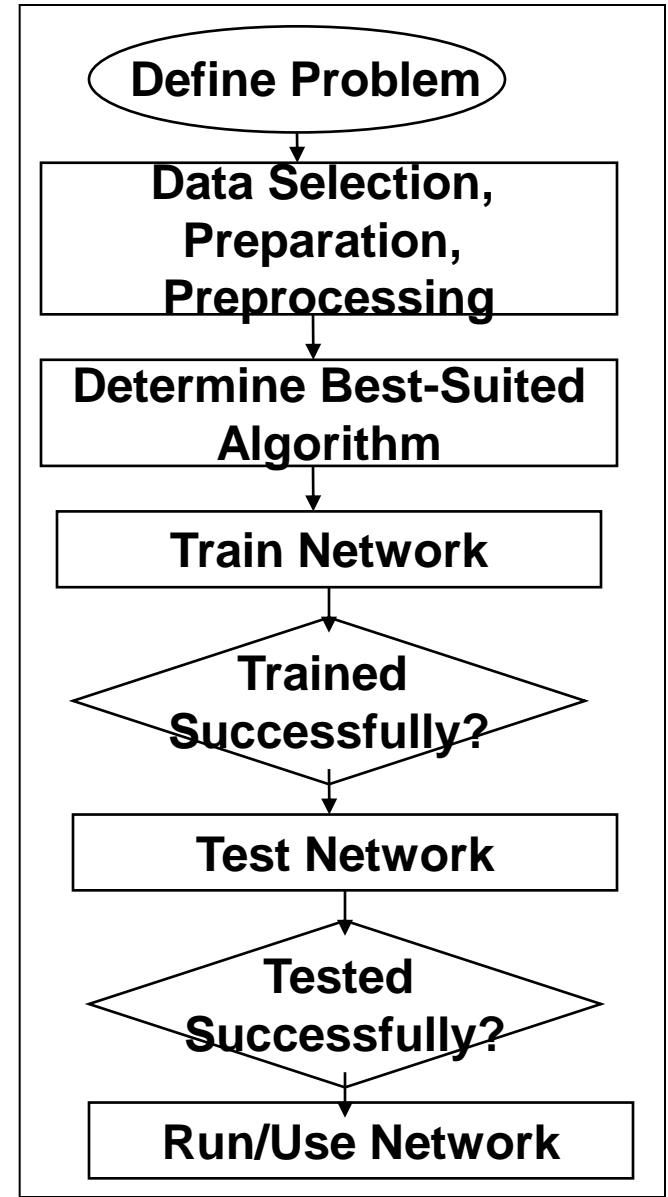 Define Problem
Data Selection,
Preparation,
Preprocessing
Determine Best-Suited
Algorithm
Train Network
Trained
Successfully?
Test Network
Tested
Successfully?
Run/Use Network